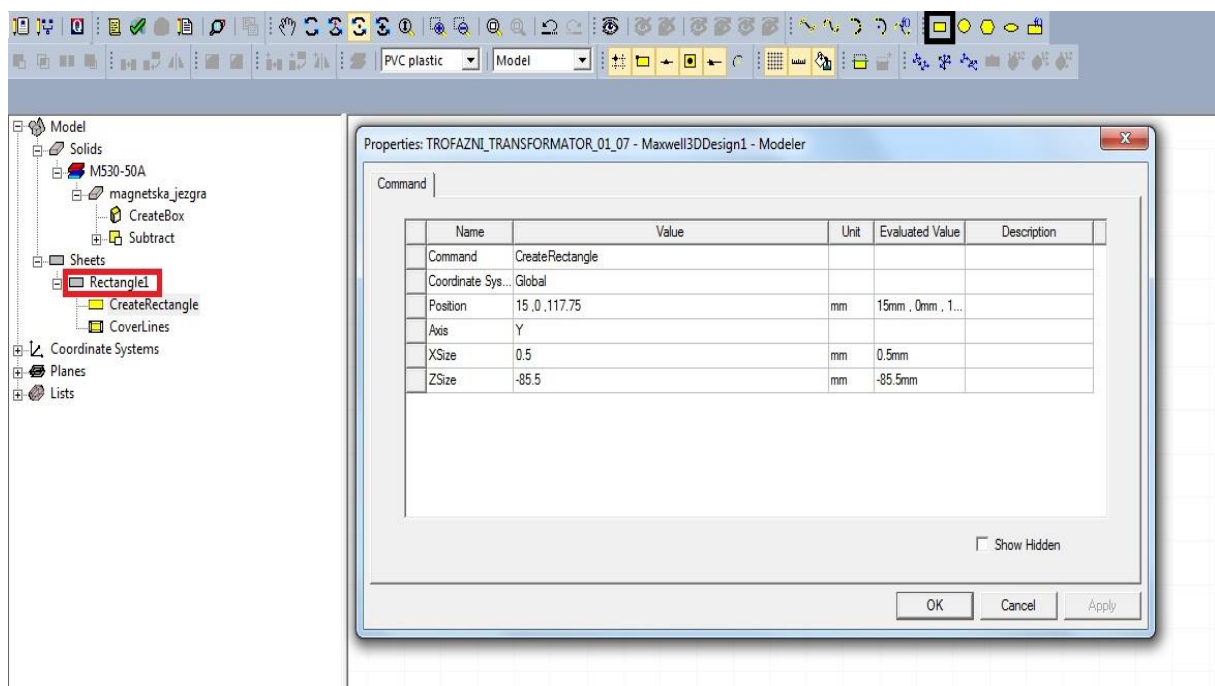 PVC plastic Model
Model
Solids
M530-50A
magnetska_jezgra
CreateBox
Subtract
Sheets
Rectangle1
CreateRectangle
CoverLines
Coordinate Systems
Planes
Lists
Properties: TROFAZNI_TRANSFORMATOR_01_07 - Maxwell3DDesign1 - Modeler
Command
Name Value Unit Evaluated Value Description
Command CreateRectangle
Coordinate Sys... Global
Position 15 ,0 ,117.75 mm 15mm , 0mm , 1...
Axis Y
XSize 0.5 mm 0.5mm
ZSize -85.5 mm -85.5mm
Show Hidden
OK Cancel Apply